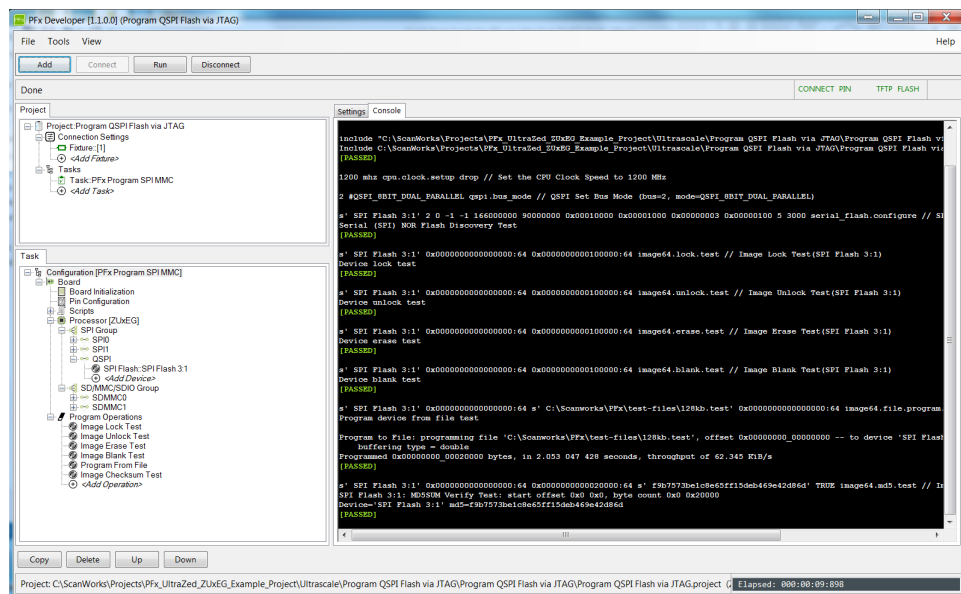 PFx Developer [1.1.0.0] (Program QSPI Flash via JTAG)
File Tools View Help
Add Connect Run Disconnect
Done CONNECT PIN TFTP FLASH
Project
Project::Program QSPI Flash via JTAG
Connection Settings
Fixture::[1]
<Add Fixture>
Tasks
Task::PFx Program SPI MMC
<Add Task>
Task
Configuration [PFx Program SPI MMC]
Board
Board Initialization
Pin Configuration
Scripts
Processor [ZUxEG]
SPI Group
SPI0
SPI1
QSPI
SPI Flash::SPI Flash 3:1
<Add Device>
SD/MMC/SDIO Group
SDMMC0
SDMMC1
Program Operations
Image Lock Test
Image Unlock Test
Image Erase Test
Image Blank Test
Program From File
Image Checksum Test
<Add Operation>
Settings Console
include "C:\ScanWorks\Projects\PFx_UltraZed_ZUxEG_Example_Project\Ultrascale\Program QSPI Flash via JTAG\Program QSPI Flash vi
Include C:\ScanWorks\Projects\PFx_UltraZed_ZUxEG_Example_Project\Ultrascale\Program QSPI Flash via JTAG\Program QSPI Flash via
[PASSED]
1200 mhz cpu.clock.setup drop // Set the CPU Clock Speed to 1200 MHz
2 #QSPI_8BIT_DUAL_PARALLEL qspi.bus_mode // QSPI Set Bus Mode (bus=2, mode=QSPI_8BIT_DUAL_PARALLEL)
s' SPI Flash 3:1' 2 0 -1 -1 166000000 90000000 0x00010000 0x00001000 0x00000003 0x00000100 5 3000 serial_flash.configure // S
Serial (SPI) NOR Flash Discovery Test
[PASSED]
s' SPI Flash 3:1' 0x0000000000000000:64 0x0000000000100000:64 image64.lock.test // Image Lock Test(SPI Flash 3:1)
Device lock test
[PASSED]
s' SPI Flash 3:1' 0x0000000000000000:64 0x0000000000100000:64 image64.unlock.test // Image Unlock Test(SPI Flash 3:1)
Device unlock test
[PASSED]
s' SPI Flash 3:1' 0x0000000000000000:64 0x0000000000100000:64 image64.erase.test // Image Erase Test(SPI Flash 3:1)
Device erase test
[PASSED]
s' SPI Flash 3:1' 0x0000000000000000:64 0x0000000000100000:64 image64.blank.test // Image Blank Test(SPI Flash 3:1)
Device blank test
[PASSED]
s' SPI Flash 3:1' 0x0000000000000000:64 s' C:\Scanworks\PFx\test-files\128kb.test' 0x0000000000000000:64 image64.file.program.
Program device from file test
Program to File: programming file 'C:\Scanworks\PFx\test-files\128kb.test', offset 0x00000000_00000000 -- to device 'SPI Flash
buffering type = double
Programmed 0x00000000_00020000 bytes, in 2.053 047 428 seconds, throughput of 62.345 KiB/s
[PASSED]
s' SPI Flash 3:1' 0x0000000000000000:64 0x0000000000020000:64 s' f9b7573be1c8e65ff15deb469e42d86d' TRUE image64.md5.test // Im
SPI Flash 3:1: MD5SUM Verify Test: start offset 0x0 0x0, byte count 0x0 0x20000
Device='SPI Flash 3:1' md5=f9b7573be1c8e65ff15deb469e42d86d
[PASSED]
Copy Delete Up Down
Project: C:\ScanWorks\Projects\PFx_UltraZed_ZUxEG_Example_Project\Ultrascale\Program QSPI Flash via JTAG\Program QSPI Flash via JTAG\Program QSPI Flash via JTAG.project Elapsed: 000:00:09:898